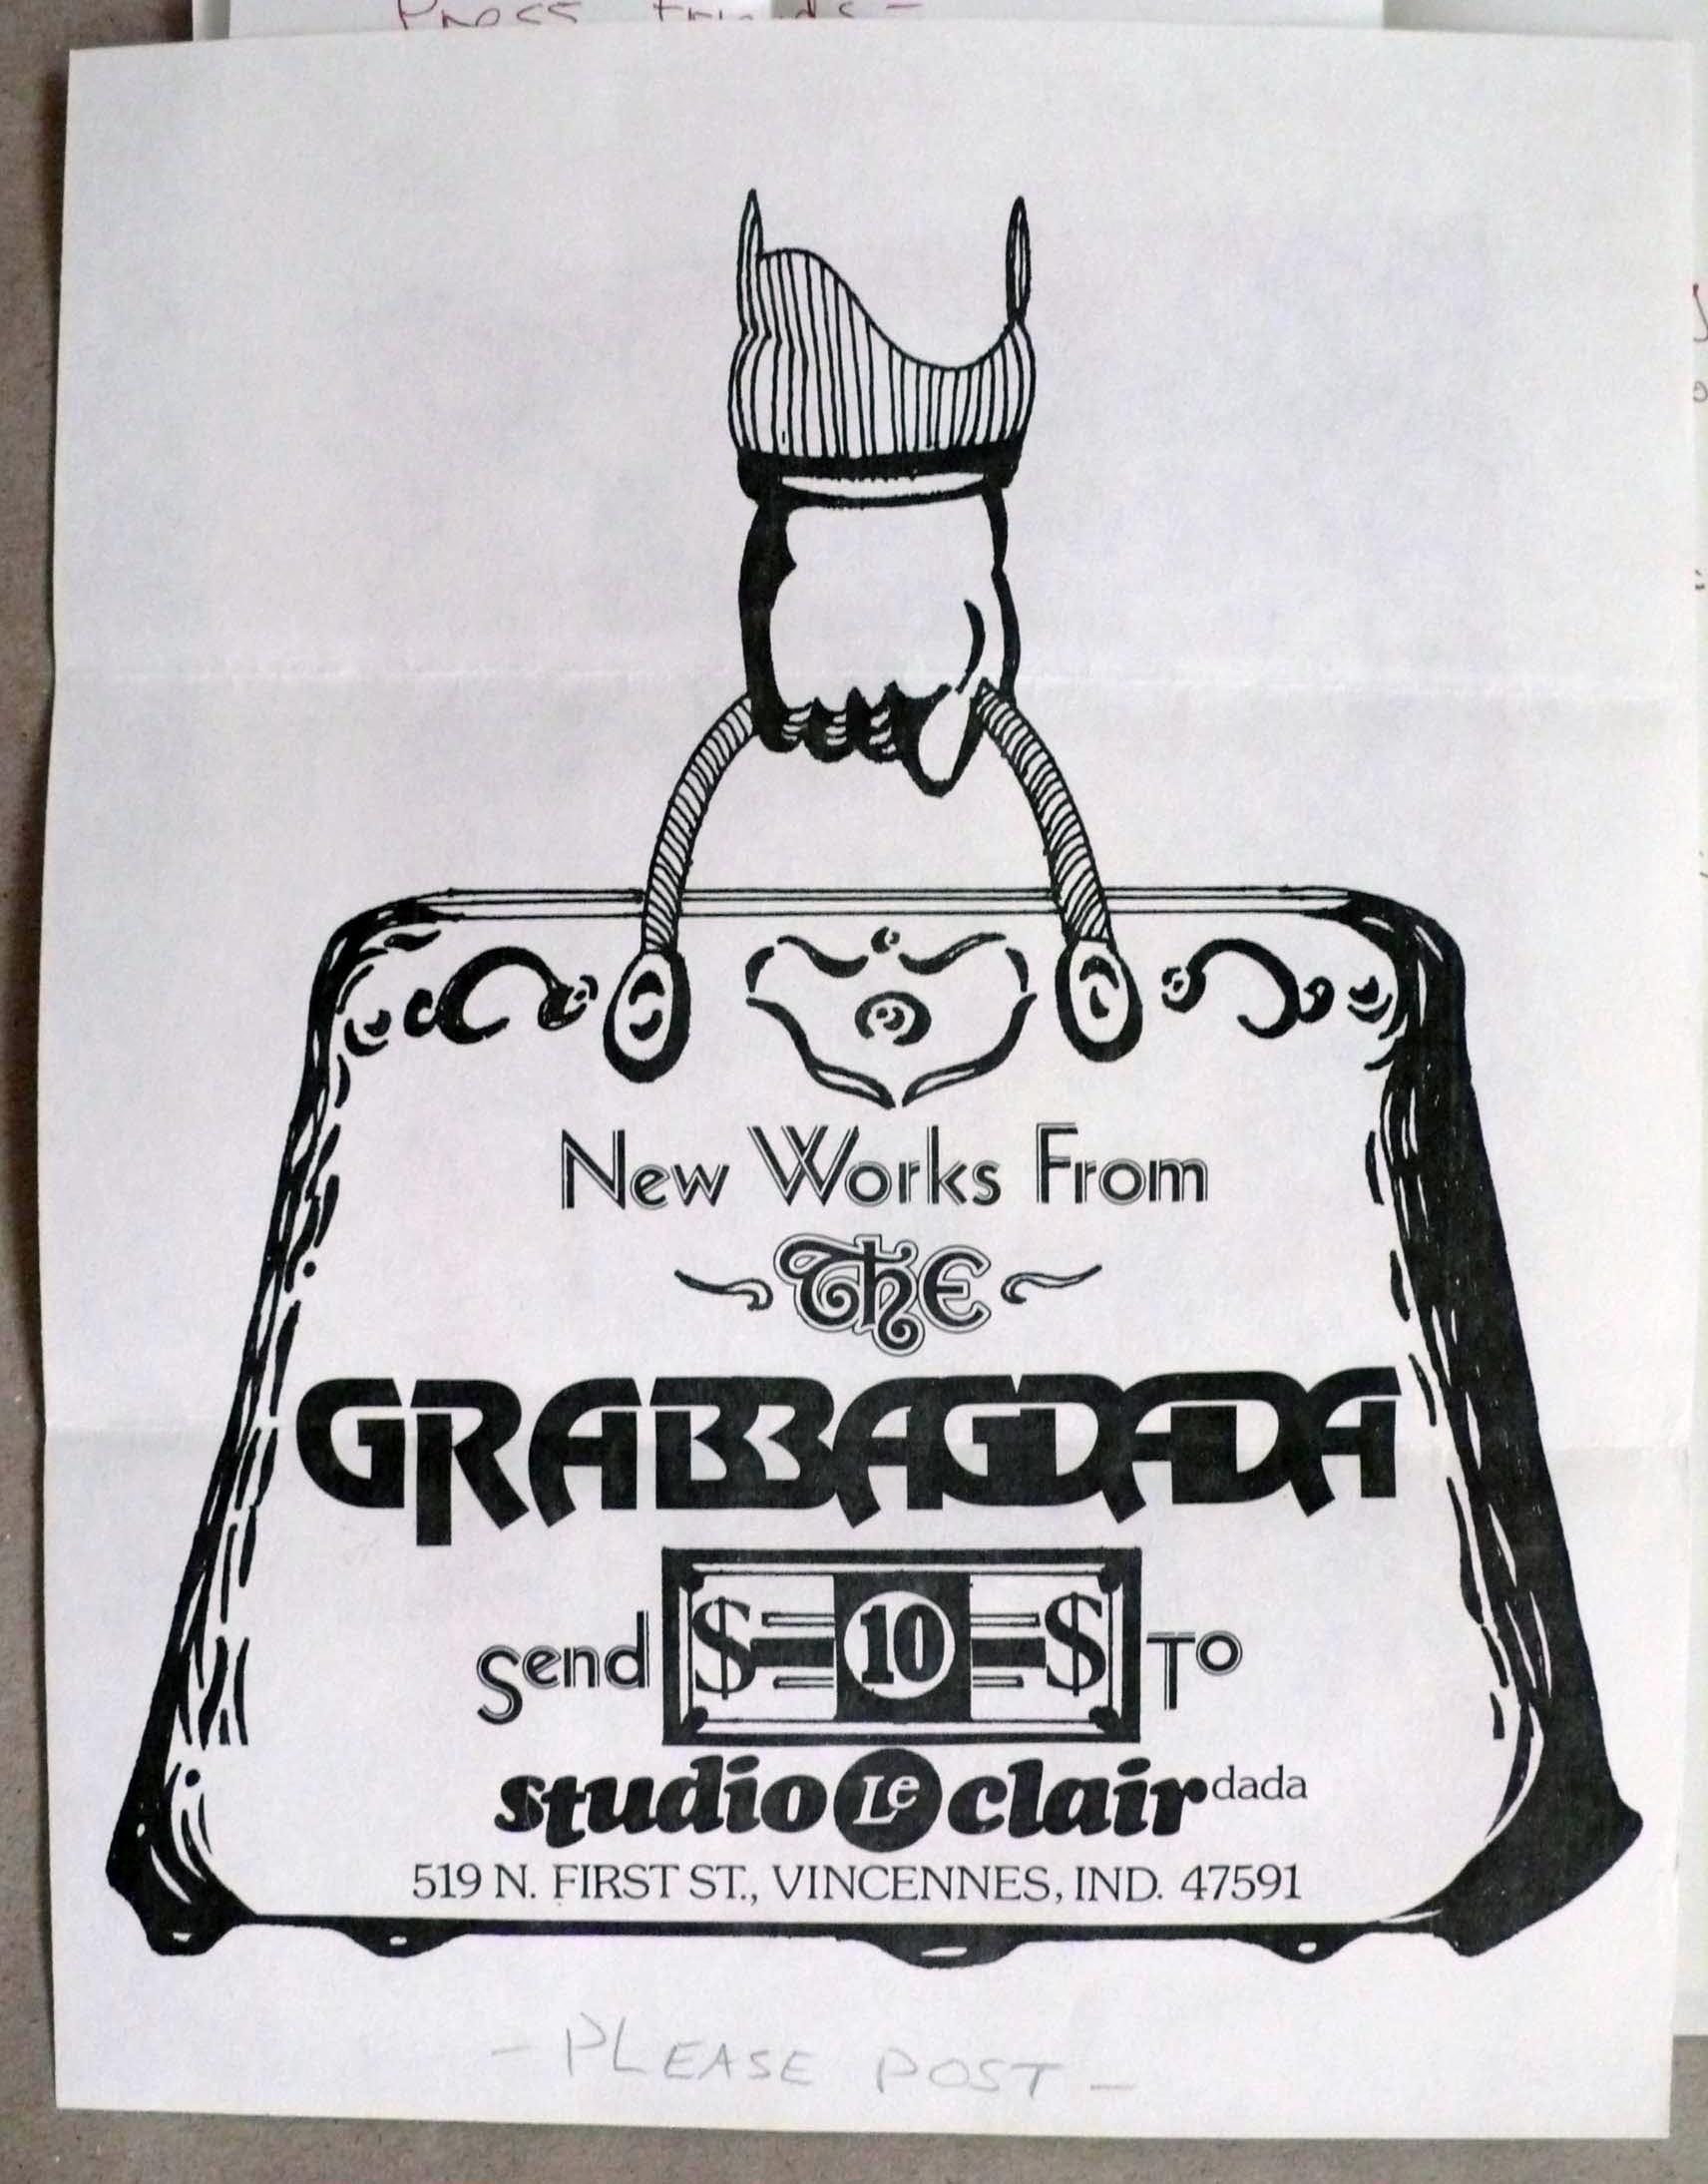 New Works From
The
GRABBAGDADA
Send $ 10 $ To
studio Le clair dada
519 N. FIRST ST., VINCENNES, IND. 47591
- PLEASE POST -